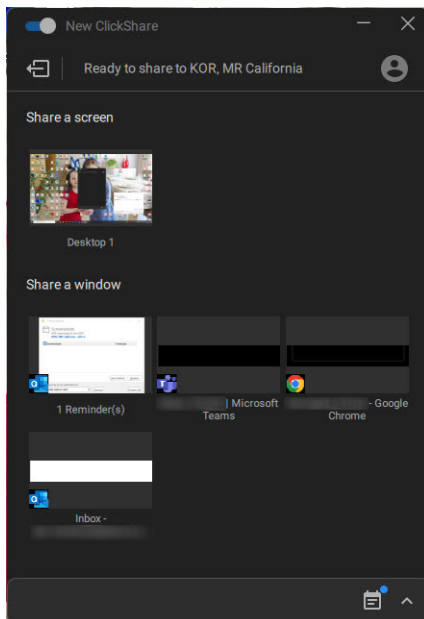 New ClickShare
Ready to share to KOR, MR California
Share a screen
Desktop 1
Share a window
Screenshots
1 Reminder(s)
| Microsoft
Teams
- Google
Chrome
Inbox -